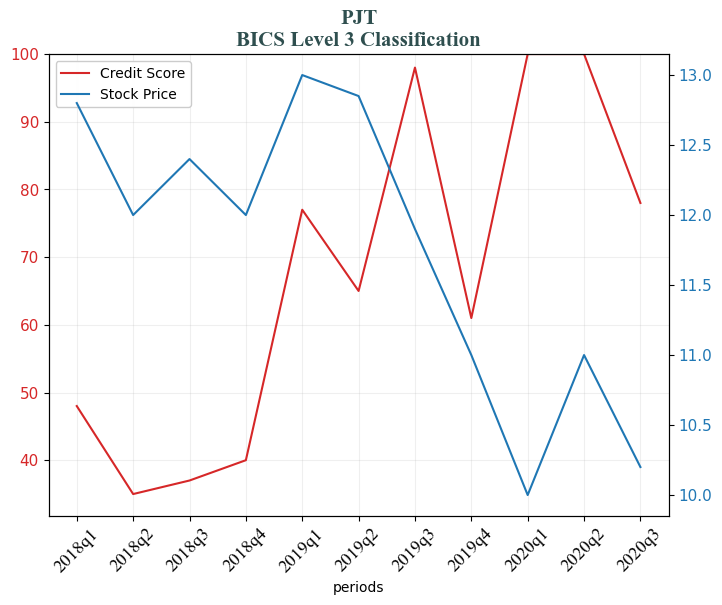 PJT
BICS Level 3 Classification
Credit Score
Stock Price
100
90
80
70
60
50
40
13.0
12.5
12.0
11.5
11.0
10.5
10.0
2018q1
2018q2
2018q3
2018q4
2019q1
2019q2
2019q3
2019q4
2020q1
2020q2
2020q3
periods